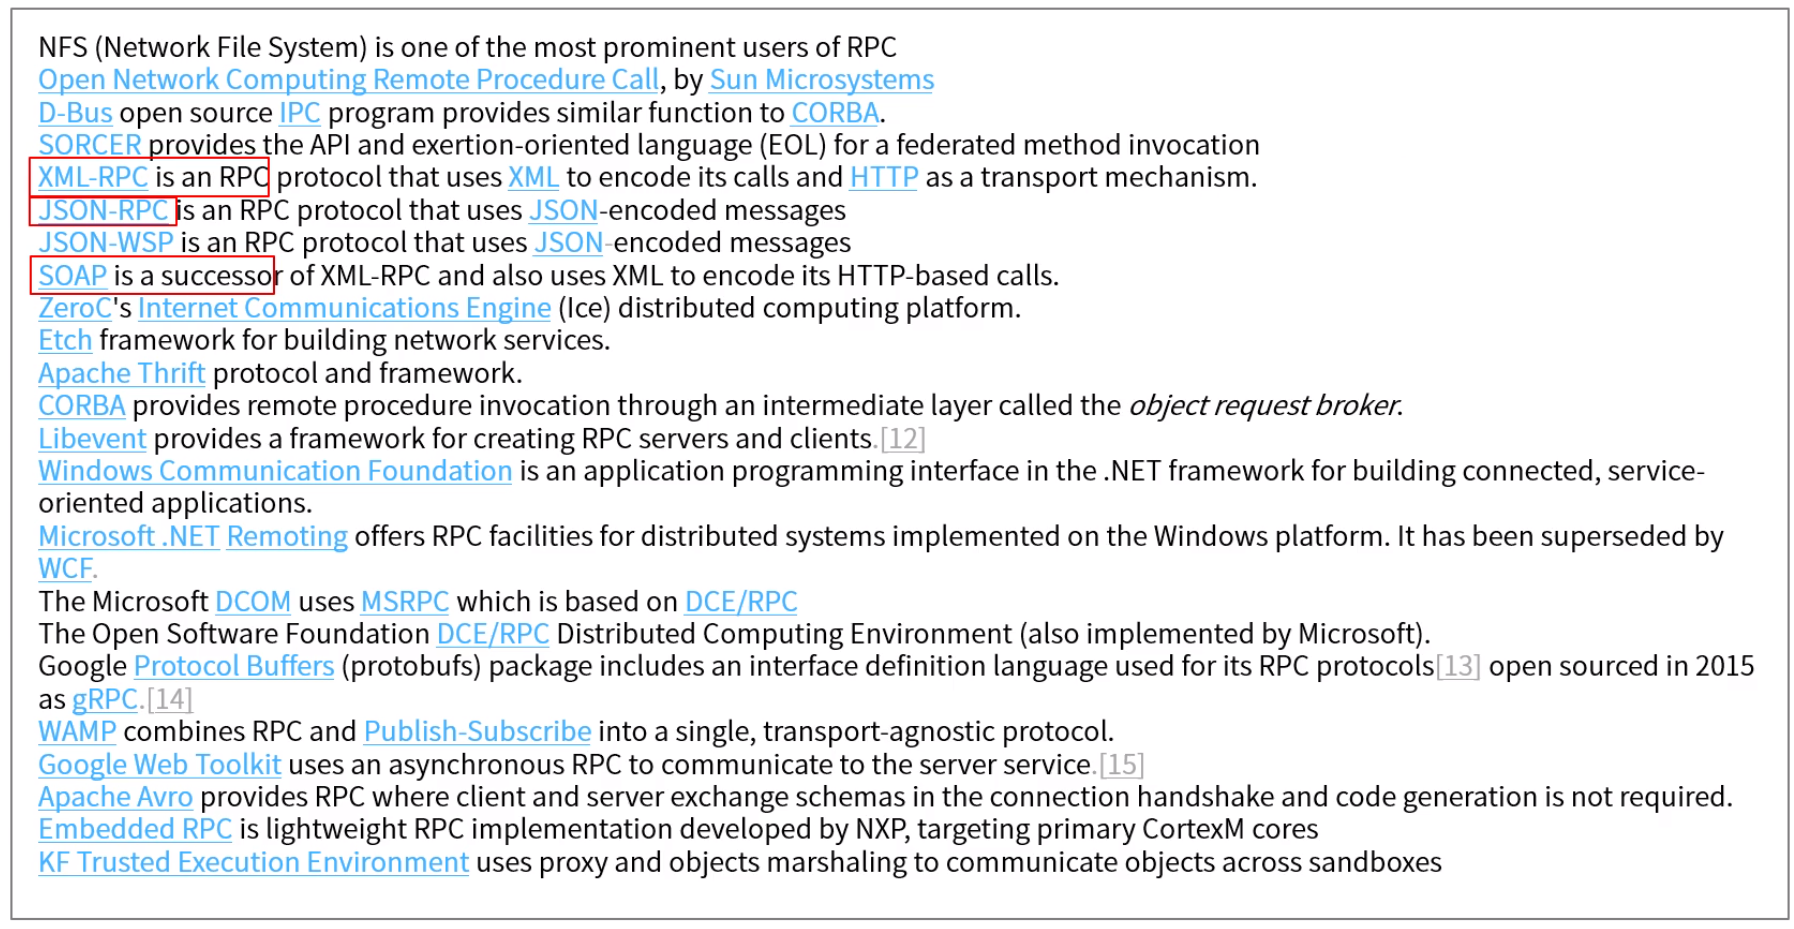 NFS (Network File System) is one of the most prominent users of RPC
Open Network Computing Remote Procedure Call, by Sun Microsystems
D-Bus open source IPC program provides similar function to CORBA.
SORCER provides the API and exertion-oriented language (EOL) for a federated method invocation
XML-RPC is an RPC protocol that uses XML to encode its calls and HTTP as a transport mechanism.
JSON-RPC is an RPC protocol that uses JSON-encoded messages
JSON-WSP is an RPC protocol that uses JSON-encoded messages
SOAP is a successor of XML-RPC and also uses XML to encode its HTTP-based calls.
ZeroC's Internet Communications Engine (Ice) distributed computing platform.
Etch framework for building network services.
Apache Thrift protocol and framework.
CORBA provides remote procedure invocation through an intermediate layer called the object request broker.
Libevent provides a framework for creating RPC servers and clients.[12]
Windows Communication Foundation is an application programming interface in the .NET framework for building connected, service-
oriented applications.
Microsoft .NET Remoting offers RPC facilities for distributed systems implemented on the Windows platform. It has been superseded by
WCF.
The Microsoft DCOM uses MSRPC which is based on DCE/RPC
The Open Software Foundation DCE/RPC Distributed Computing Environment (also implemented by Microsoft).
Google Protocol Buffers (protobufs) package includes an interface definition language used for its RPC protocols[13] open sourced in 2015
as gRPC.[14]
WAMP combines RPC and Publish-Subscribe into a single, transport-agnostic protocol.
Google Web Toolkit uses an asynchronous RPC to communicate to the server service.[15]
Apache Avro provides RPC where client and server exchange schemas in the connection handshake and code generation is not required.
Embedded RPC is lightweight RPC implementation developed by NXP, targeting primary CortexM cores
KF Trusted Execution Environment uses proxy and objects marshaling to communicate objects across sandboxes